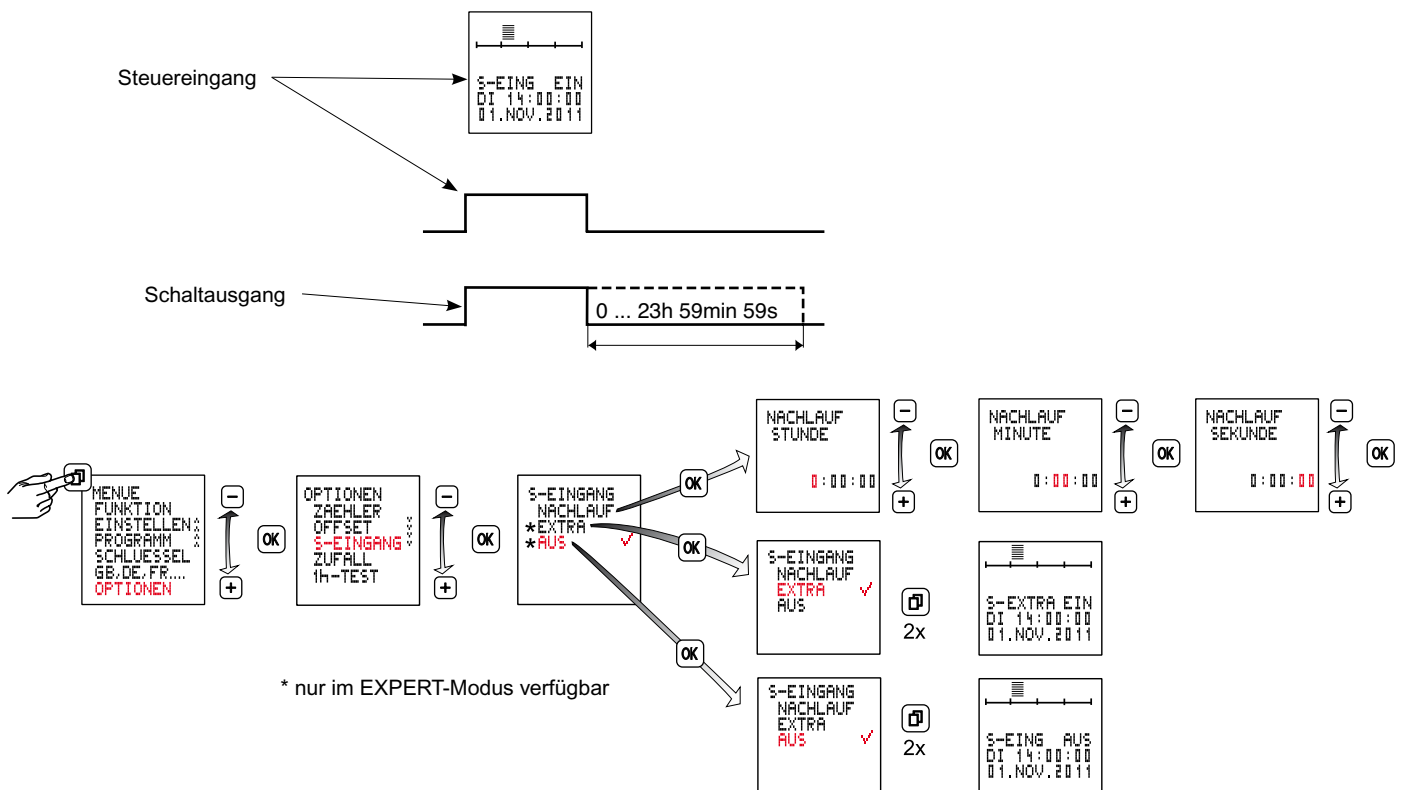 Steuereingang
S-EING EIN
DI 14:00:00
01.NOV.2011
Schaltausgang
0 ... 23h 59min 59s
MENUE
FUNKTION
EINSTELLEN
PROGRAMM
SCHLUESSEL
GB,DE,FR....
OPTIONEN
-
+
OK
OPTIONEN
ZAEHLER
OFFSET
S-EINGANG
ZUFALL
1h-TEST
-
+
OK
S-EINGANG
NACHLAUF
*EXTRA
*AUS ✓
OK
NACHLAUF
STUNDE
0:00:00
-
+
OK
NACHLAUF
MINUTE
0:00:00
-
+
OK
NACHLAUF
SEKUNDE
0:00:00
-
+
OK
OK
S-EINGANG
NACHLAUF
EXTRA ✓
AUS
2x
S-EXTRA EIN
DI 14:00:00
01.NOV.2011
OK
S-EINGANG
NACHLAUF
EXTRA
AUS ✓
2x
S-EING AUS
DI 14:00:00
01.NOV.2011
* nur im EXPERT-Modus verfügbar